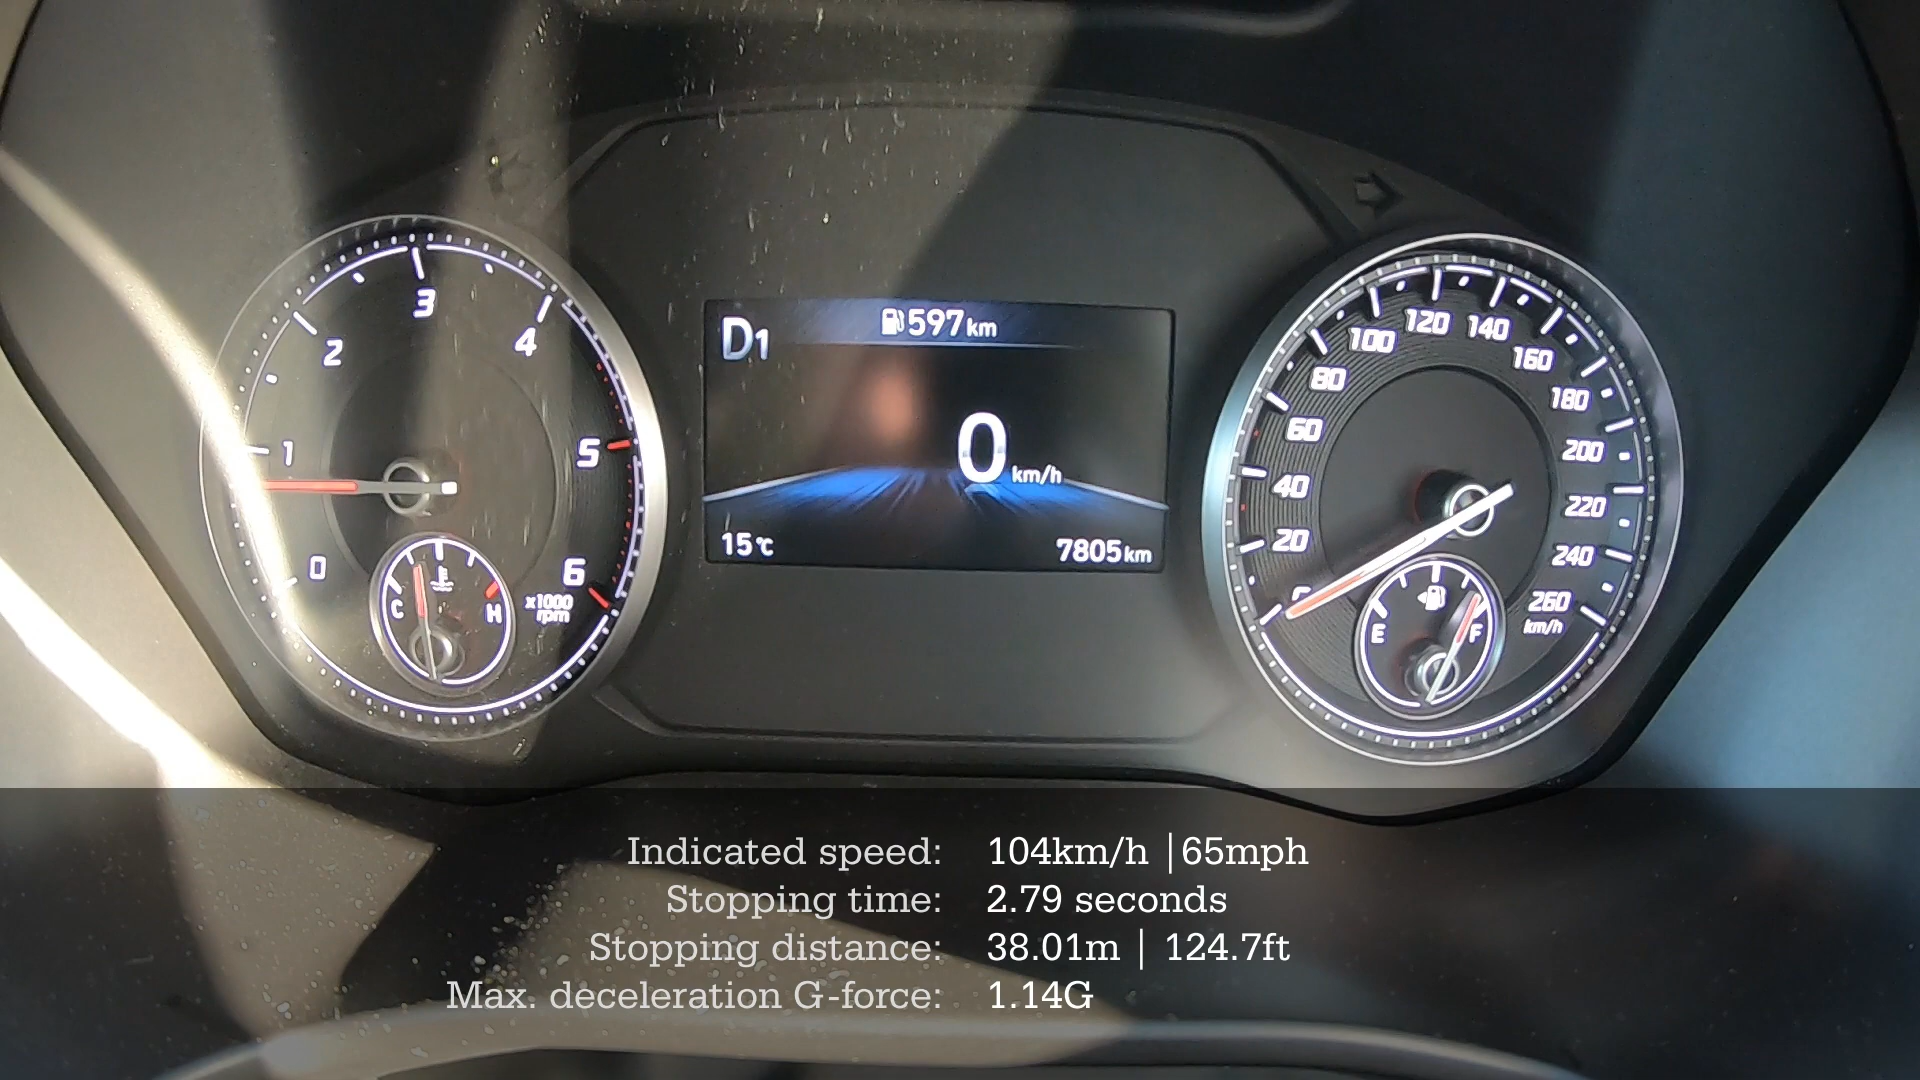 3
2
4
1
5
0
6
C
H
x1000
rpm
D1
597km
0 km/h
15℃
7805km
120
140
100
160
80
180
60
200
40
220
20
240
260
km/h
E
F
Indicated speed: 104km/h |65mph
Stopping time: 2.79 seconds
Stopping distance: 38.01m | 124.7ft
Max. deceleration G-force: 1.14G